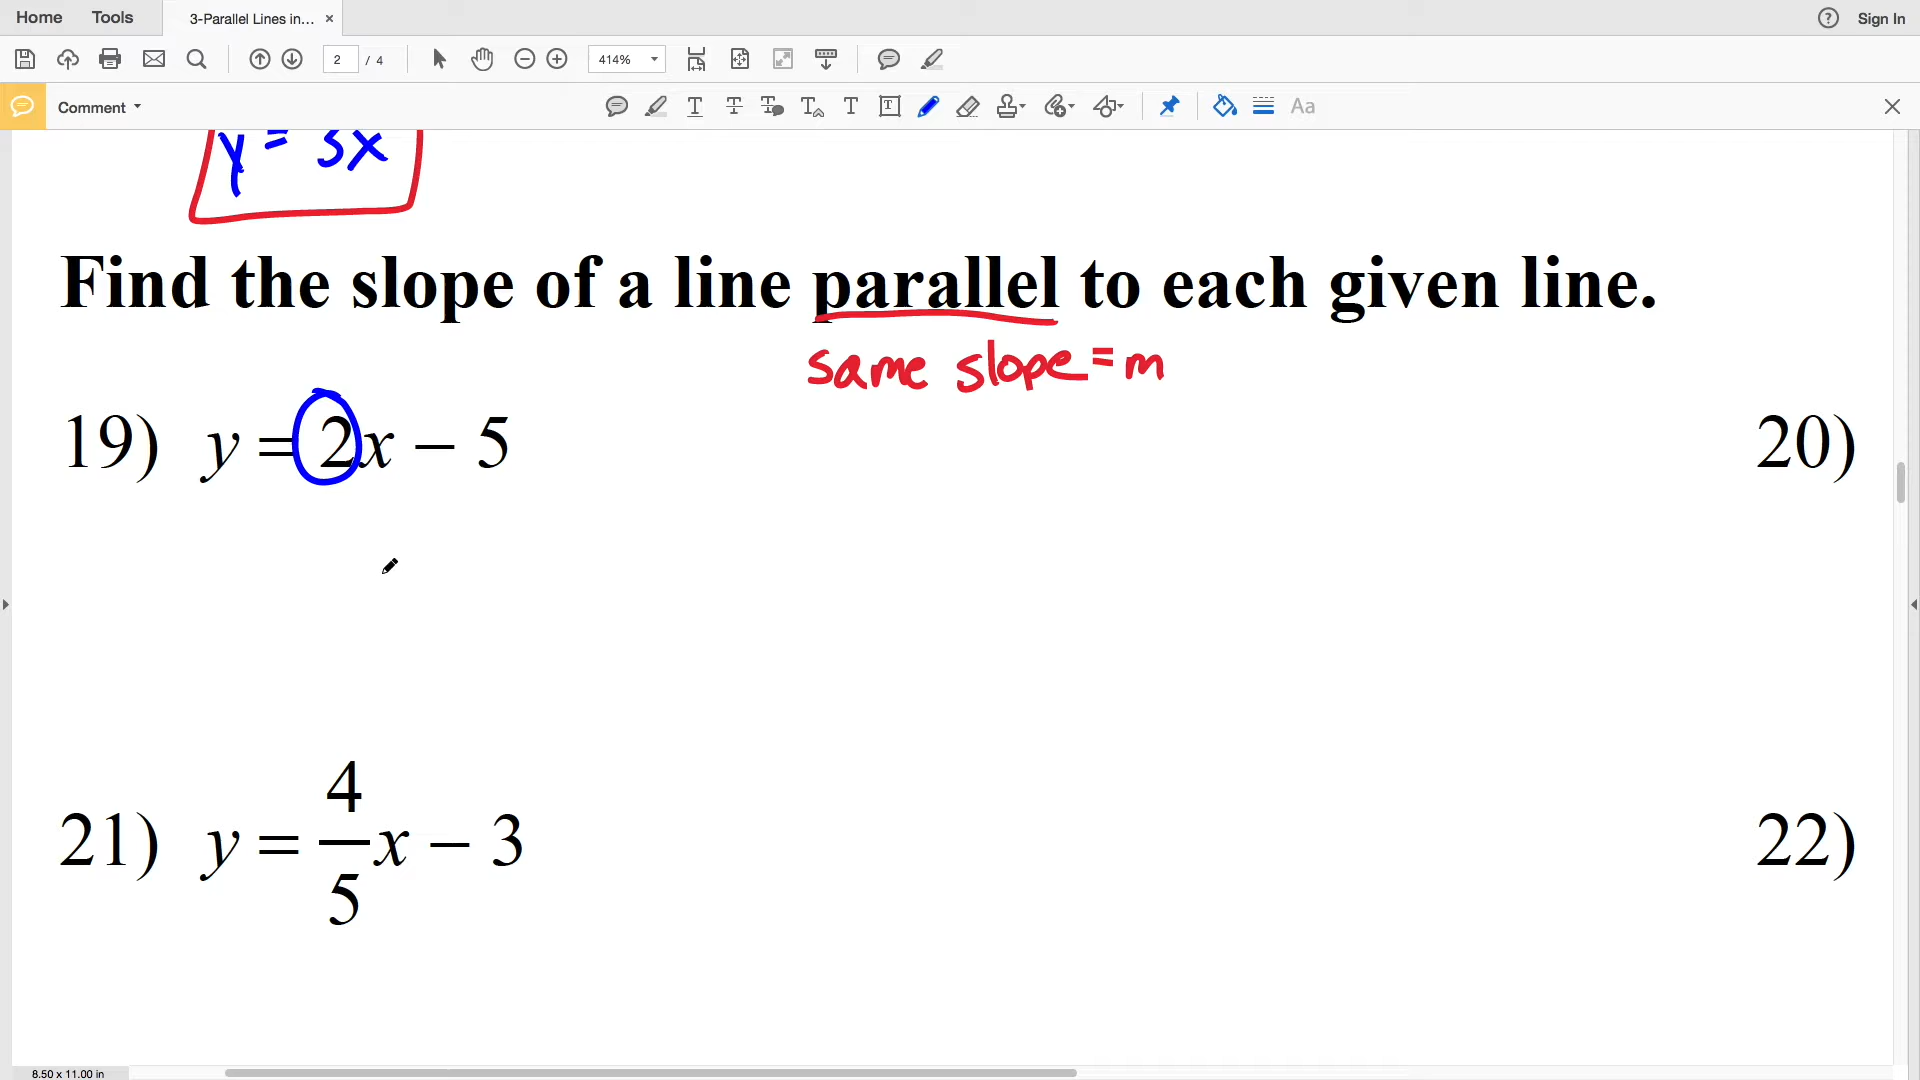 Home Tools 3-Parallel Lines in... × Sign In
2 / 4 414%
Comment Aa
y = 3x
Find the slope of a line parallel to each given line.
same slope = m
19) y = 2x − 5 20)
21) y = 4/5 x − 3 22)
8.50 x 11.00 in